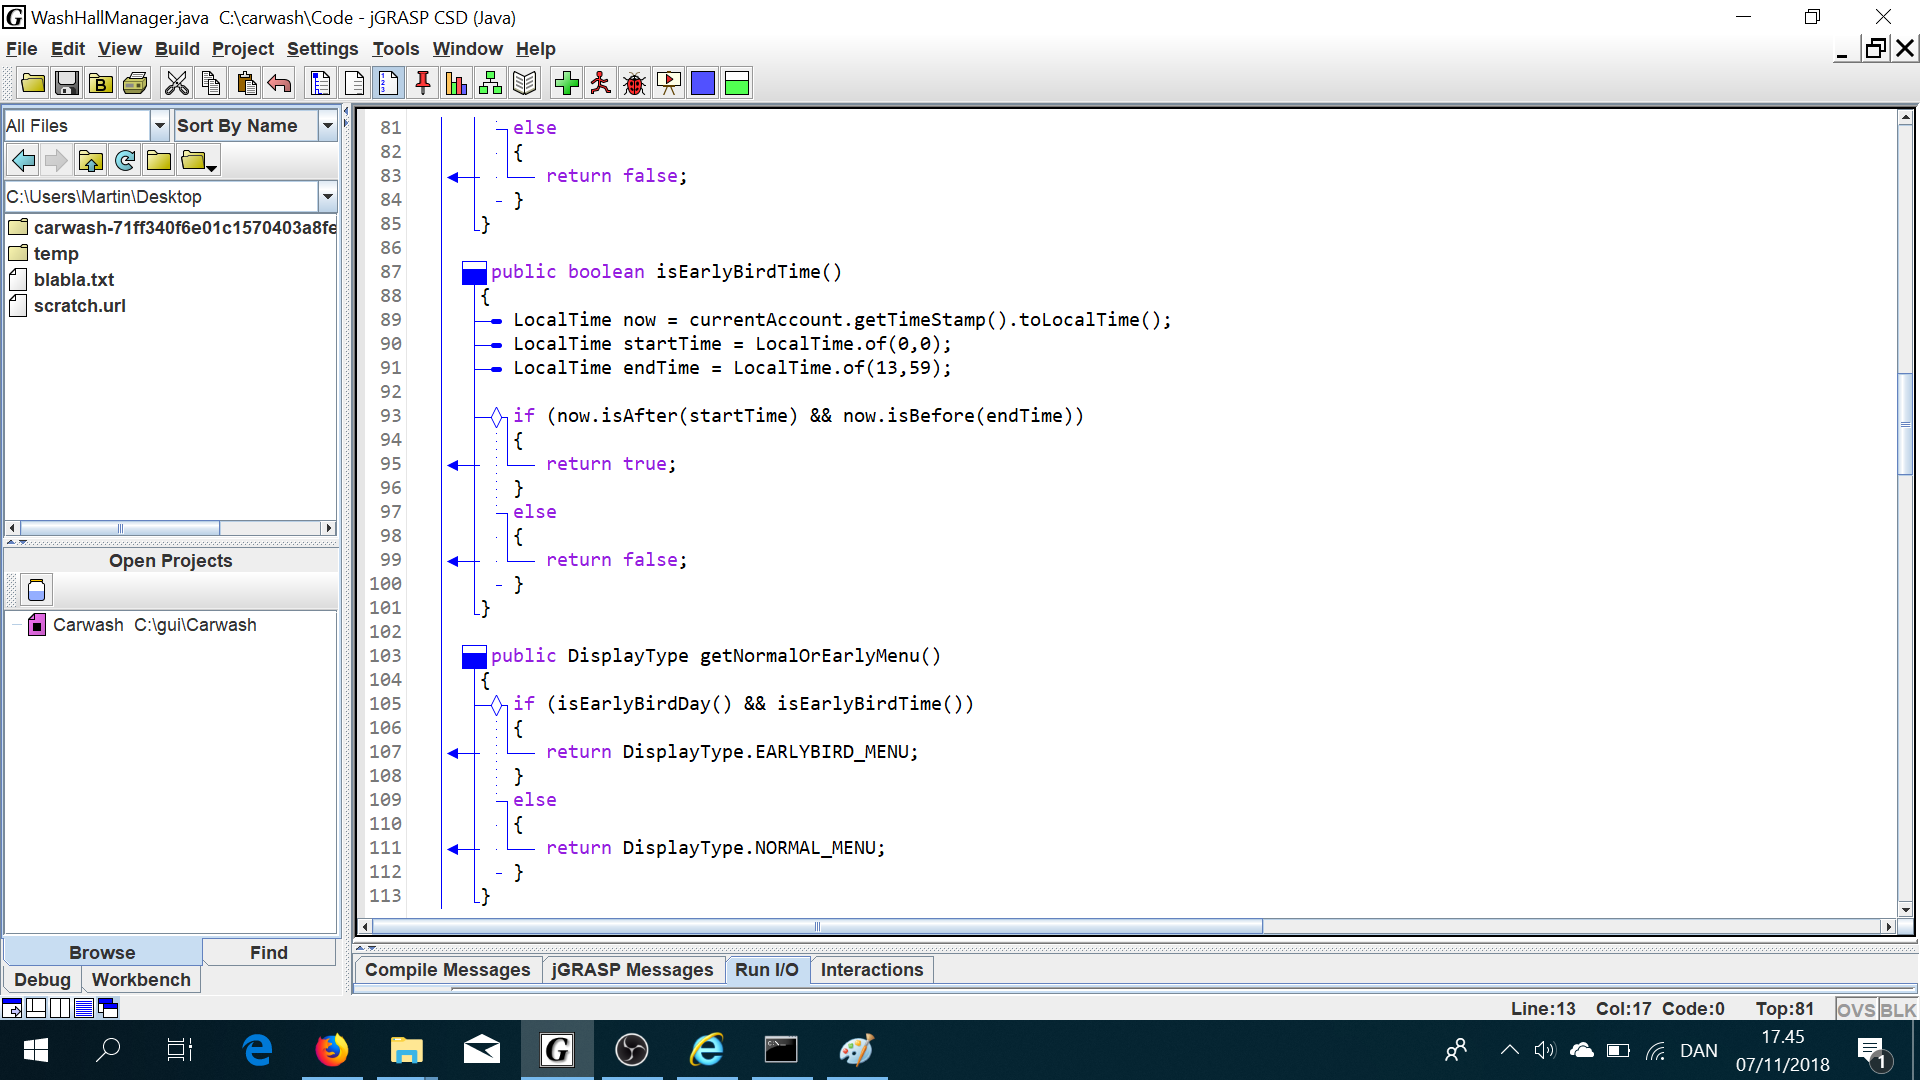 WashHallManager.java  C:\carwash\Code - jGRASP CSD (Java)
File Edit View Build Project Settings Tools Window Help
All Files
Sort By Name
C:\Users\Martin\Desktop
carwash-71ff340f6e01c1570403a8fe
temp
blabla.txt
scratch.url
Open Projects
Carwash  C:\gui\Carwash
Browse
Find
Debug
Workbench
81 else
82 {
83 return false;
84 }
85 }
86
87 public boolean isEarlyBirdTime()
88 {
89 LocalTime now = currentAccount.getTimeStamp().toLocalTime();
90 LocalTime startTime = LocalTime.of(0,0);
91 LocalTime endTime = LocalTime.of(13,59);
92
93 if (now.isAfter(startTime) && now.isBefore(endTime))
94 {
95 return true;
96 }
97 else
98 {
99 return false;
100 }
101 }
102
103 public DisplayType getNormalOrEarlyMenu()
104 {
105 if (isEarlyBirdDay() && isEarlyBirdTime())
106 {
107 return DisplayType.EARLYBIRD_MENU;
108 }
109 else
110 {
111 return DisplayType.NORMAL_MENU;
112 }
113 }
Compile Messages
jGRASP Messages
Run I/O
Interactions
Line:13 Col:17 Code:0 Top:81 OVS BLK
DAN
17.45
07/11/2018
1